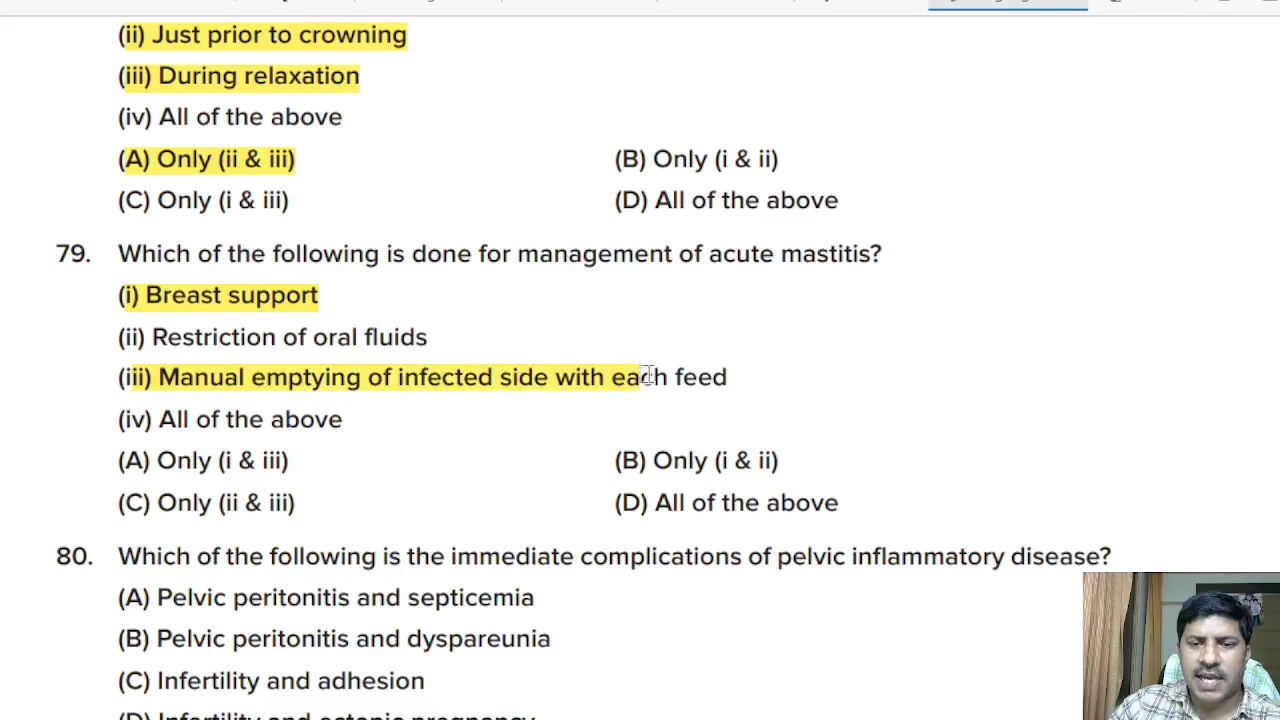 (ii) Just prior to crowning
(iii) During relaxation
(iv) All of the above
(A) Only (ii & iii) (B) Only (i & ii)
(C) Only (i & iii) (D) All of the above
79. Which of the following is done for management of acute mastitis?
(i) Breast support
(ii) Restriction of oral fluids
(iii) Manual emptying of infected side with each feed
(iv) All of the above
(A) Only (i & iii) (B) Only (i & ii)
(C) Only (ii & iii) (D) All of the above
80. Which of the following is the immediate complications of pelvic inflammatory disease?
(A) Pelvic peritonitis and septicemia
(B) Pelvic peritonitis and dyspareunia
(C) Infertility and adhesion
(D) Infertility and ectopic pregnancy